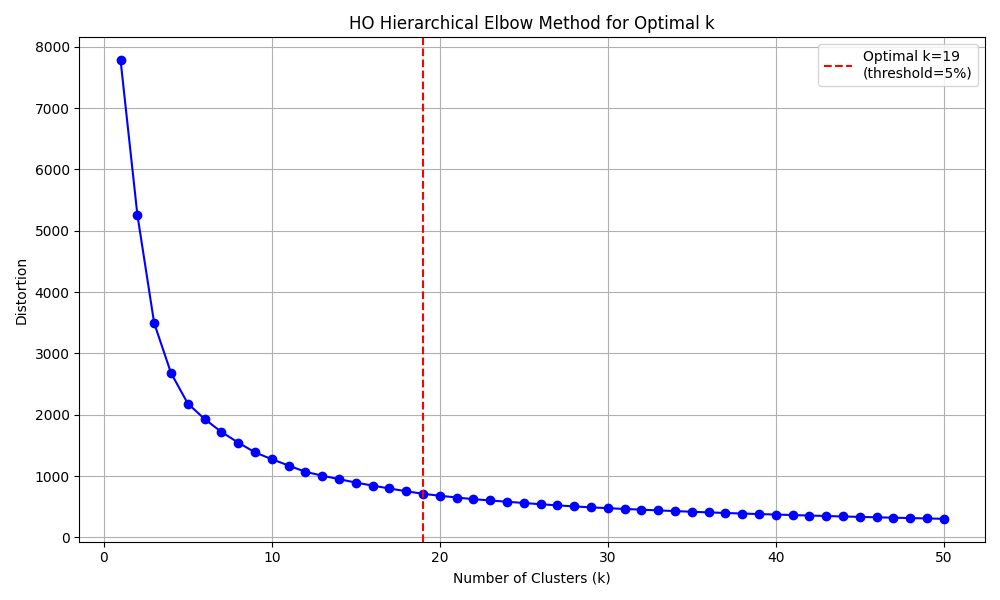 HO Hierarchical Elbow Method for Optimal k
Optimal k=19
(threshold=5%)
Distortion
8000
7000
6000
5000
4000
3000
2000
1000
0
0 10 20 30 40 50
Number of Clusters (k)